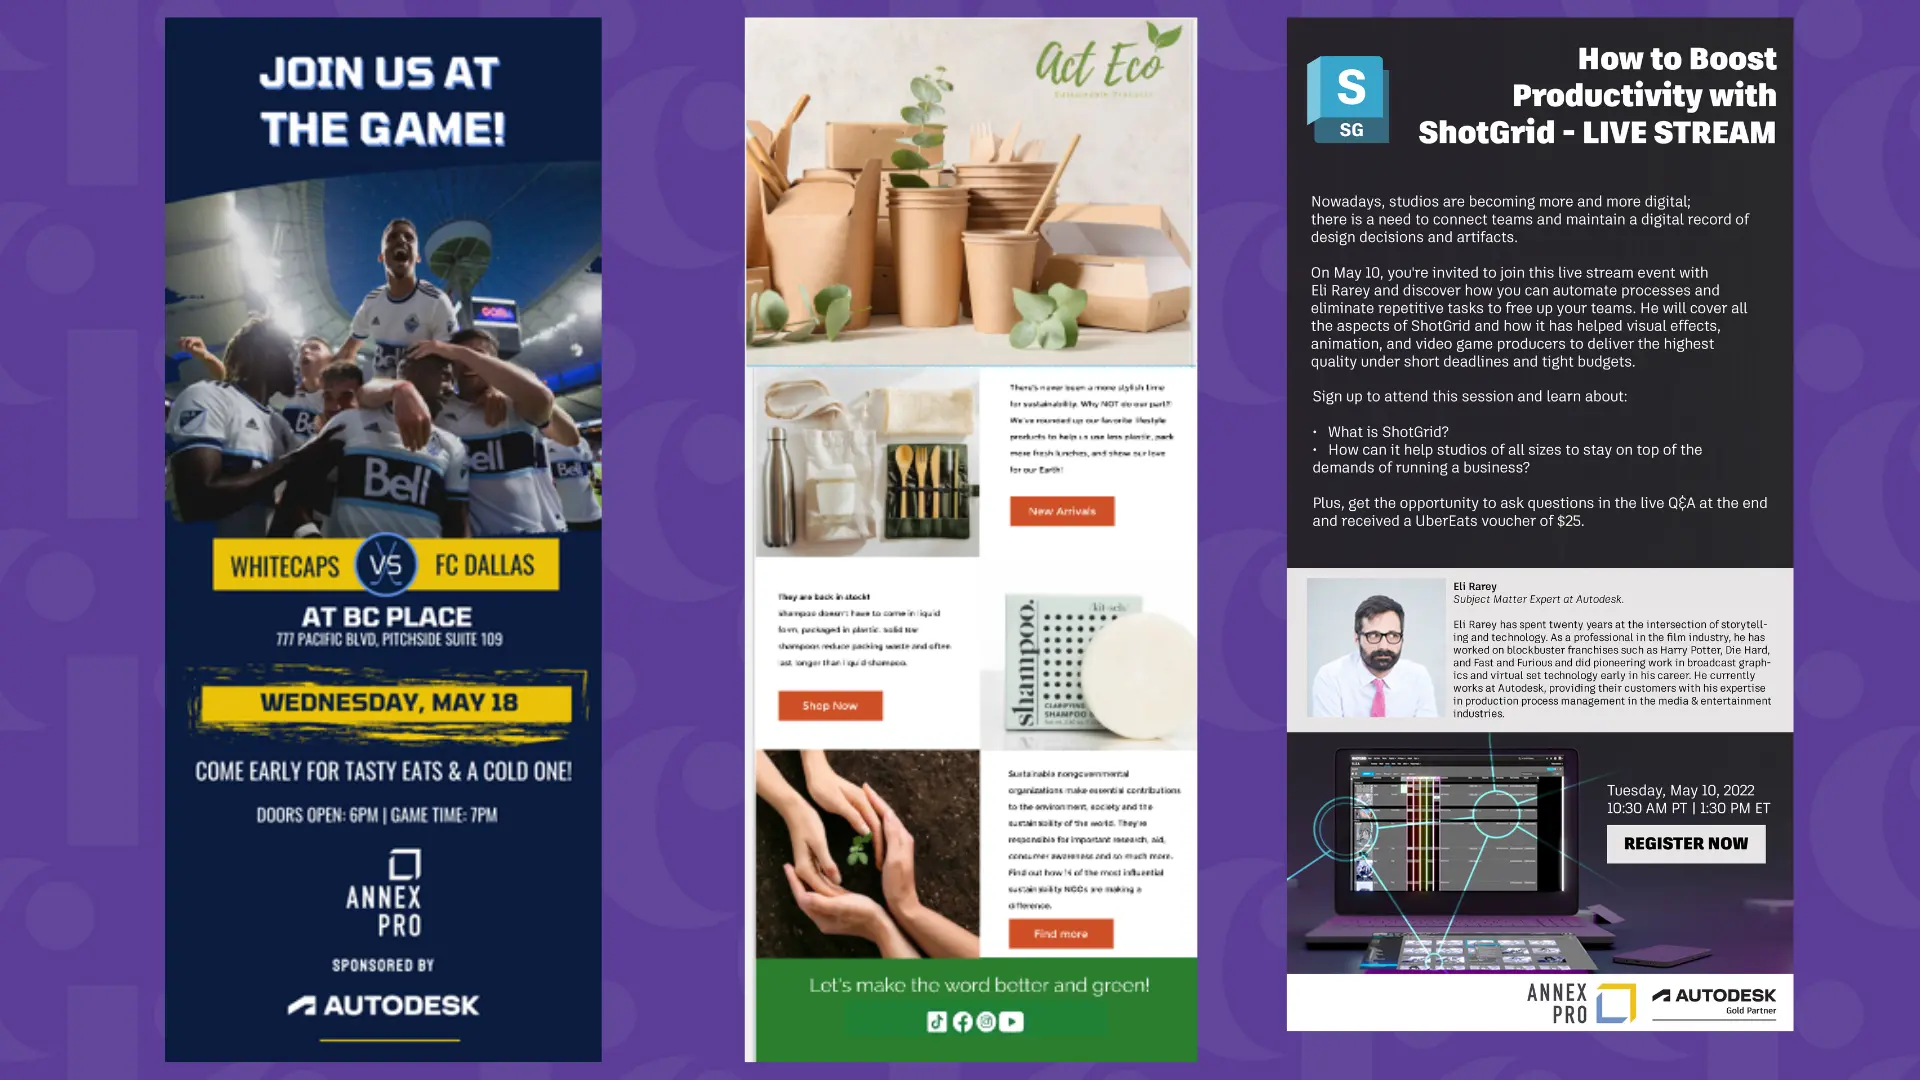 JOIN US AT
THE GAME!
GOAL
Bell
Bell
Bell
WHITECAPS
VS
FC DALLAS
AT BC PLACE
777 PACIFIC BLVD, PITCHSIDE SUITE 109
WEDNESDAY, MAY 18
COME EARLY FOR TASTY EATS & A COLD ONE!
DOORS OPEN: 6PM | GAME TIME: 7PM
ANNEX
PRO
SPONSORED BY
AUTODESK
Act Eco
Sustainable Products
There's never been a more stylish time
for sustainability. Why NOT do our part?!
We've rounded up our favorite lifestyle
products to help us use less plastic, pack
more fresh lunches, and show our love
for our Earth!
New Arrivals
They are back in stock!
Shampoo doesn't have to come in liquid
form, packaged in plastic. Solid bar
shampoos reduce packing waste and often
last longer than liquid shampoo.
Shop Now
shampoo.
/kit-sch/
CLARIFYING
SHAMPOO
Sustainable nongovernmental
organizations make essential contributions
to the environment, society and the
sustainability of the world. They're
responsible for important research, aid,
consumer awareness and so much more.
Find out how 14 of the most influential
sustainability NGOs are making a
difference.
Find more
Let's make the word better and green!
S
SG
How to Boost
Productivity with
ShotGrid - LIVE STREAM
Nowadays, studios are becoming more and more digital;
there is a need to connect teams and maintain a digital record of
design decisions and artifacts.
On May 10, you're invited to join this live stream event with
Eli Rarey and discover how you can automate processes and
eliminate repetitive tasks to free up your teams. He will cover all
the aspects of ShotGrid and how it has helped visual effects,
animation, and video game producers to deliver the highest
quality under short deadlines and tight budgets.
Sign up to attend this session and learn about:
• What is ShotGrid?
• How can it help studios of all sizes to stay on top of the
demands of running a business?
Plus, get the opportunity to ask questions in the live Q&A at the end
and received a UberEats voucher of $25.
Eli Rarey
Subject Matter Expert at Autodesk.
Eli Rarey has spent twenty years at the intersection of storytell-
ing and technology. As a professional in the film industry, he has
worked on blockbuster franchises such as Harry Potter, Die Hard,
and Fast and Furious and did pioneering work in broadcast graph-
ics and virtual set technology early in his career. He currently
works at Autodesk, providing their customers with his expertise
in production process management in the media & entertainment
industries.
Tuesday, May 10, 2022
10:30 AM PT | 1:30 PM ET
REGISTER NOW
ANNEX
PRO
AUTODESK
Gold Partner